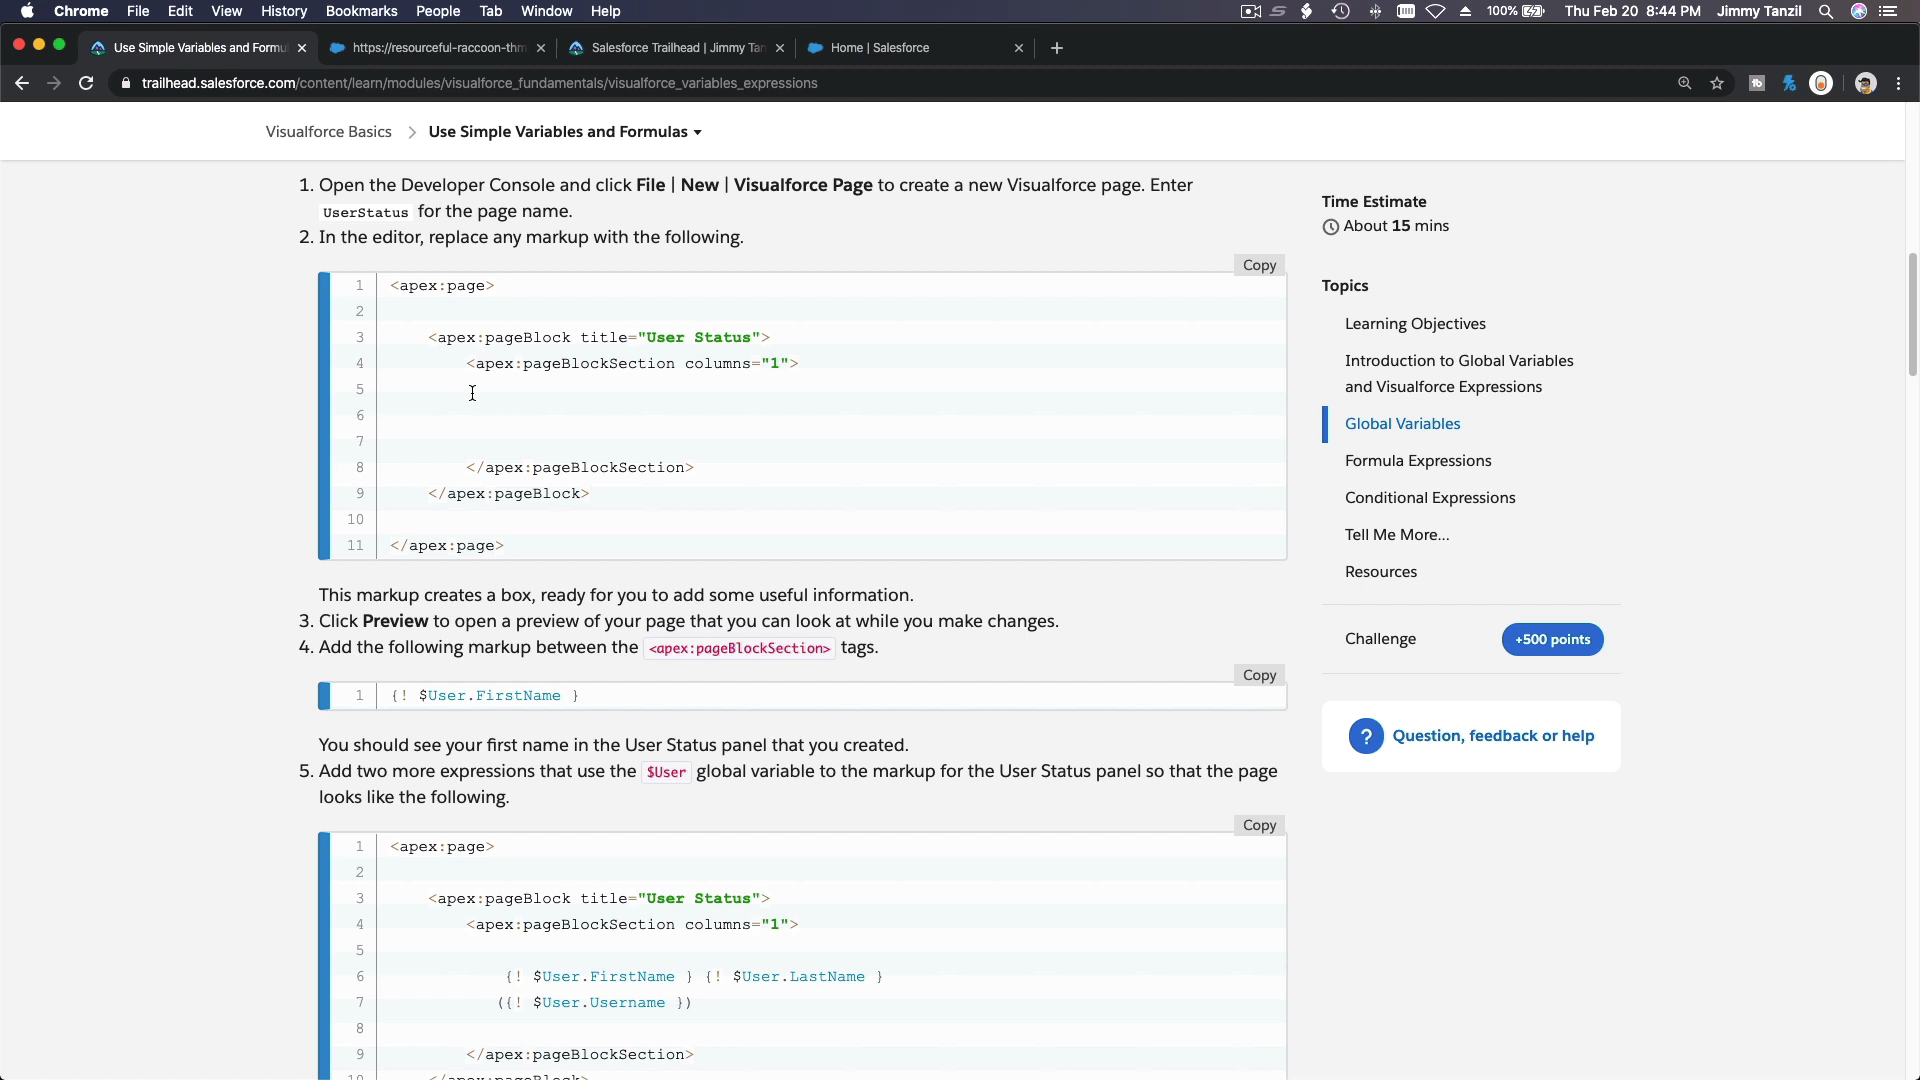 Chrome File Edit View History Bookmarks People Tab Window Help 100% Thu Feb 20 8:44 PM Jimmy Tanzil
Use Simple Variables and Formu https://resourceful-raccoon-thm Salesforce Trailhead | Jimmy Tan Home | Salesforce
trailhead.salesforce.com/content/learn/modules/visualforce_fundamentals/visualforce_variables_expressions
Visualforce Basics > Use Simple Variables and Formulas
1. Open the Developer Console and click File | New | Visualforce Page to create a new Visualforce page. Enter
UserStatus for the page name.
2. In the editor, replace any markup with the following.
Copy
1 <apex:page>
2
3 <apex:pageBlock title="User Status">
4 <apex:pageBlockSection columns="1">
5
6
7
8 </apex:pageBlockSection>
9 </apex:pageBlock>
10
11 </apex:page>
This markup creates a box, ready for you to add some useful information.
3. Click Preview to open a preview of your page that you can look at while you make changes.
4. Add the following markup between the <apex:pageBlockSection> tags.
Copy
1 {! $User.FirstName }
You should see your first name in the User Status panel that you created.
5. Add two more expressions that use the $User global variable to the markup for the User Status panel so that the page
looks like the following.
Copy
1 <apex:page>
2
3 <apex:pageBlock title="User Status">
4 <apex:pageBlockSection columns="1">
5
6 {! $User.FirstName } {! $User.LastName }
7 ({! $User.Username })
8
9 </apex:pageBlockSection>
10 </apex:pageBlock>
Time Estimate
About 15 mins
Topics
Learning Objectives
Introduction to Global Variables
and Visualforce Expressions
Global Variables
Formula Expressions
Conditional Expressions
Tell Me More...
Resources
Challenge +500 points
? Question, feedback or help